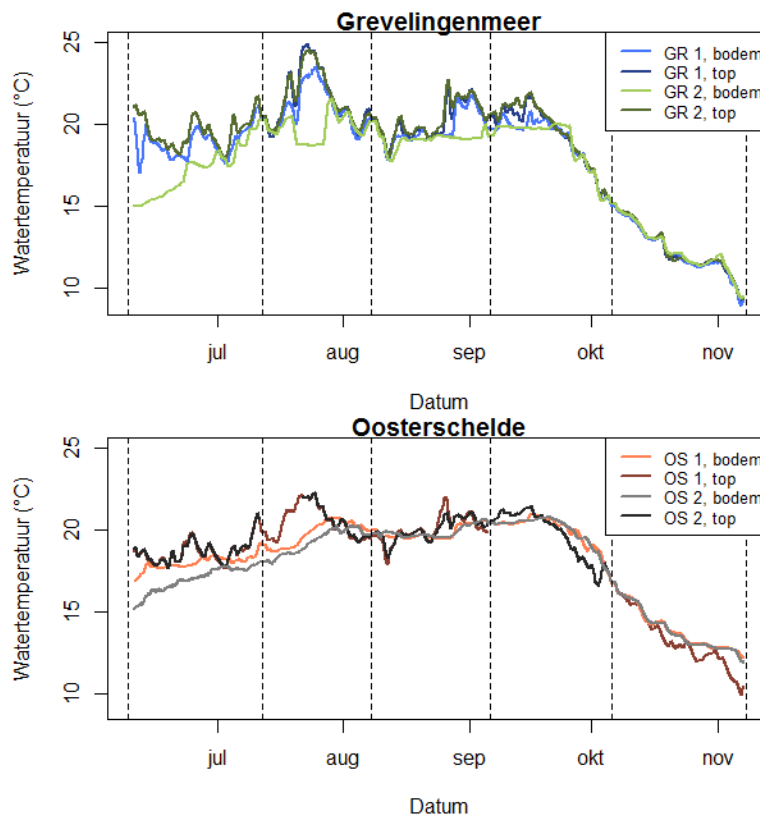 Grevelingenmeer
Watertemperatuur (°C)
25
20
15
10
GR 1, bodem
GR 1, top
GR 2, bodem
GR 2, top
jul
aug
sep
okt
nov
Datum
Oosterschelde
Watertemperatuur (°C)
25
20
15
10
OS 1, bodem
OS 1, top
OS 2, bodem
OS 2, top
jul
aug
sep
okt
nov
Datum